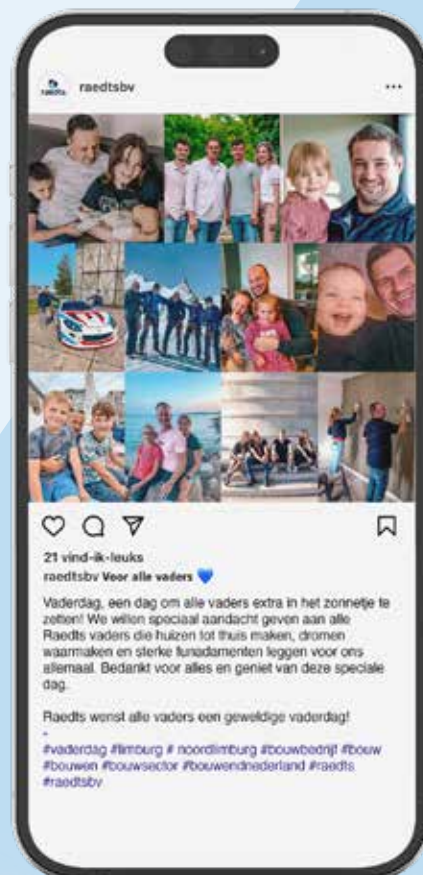 raedts
raedtsbv
21 vind-ik-leuks
raedtsbv Voor alle vaders 💙
Vaderdag, een dag om alle vaders extra in het zonnetje te
zetten! We willen speciaal aandacht geven aan alle
Raedts vaders die huizen tot thuis maken, dromen
waarmaken en sterke funadamenten leggen voor ons
allemaal. Bedankt voor alles en geniet van deze speciale
dag.
Raedts wenst alle vaders een geweldige vaderdag!
-
#vaderdag #limburg # noordlimburg #bouwbedrijf #bouw
#bouwen #bouwsector #bouwendnederland #raedts
#raedtsbv